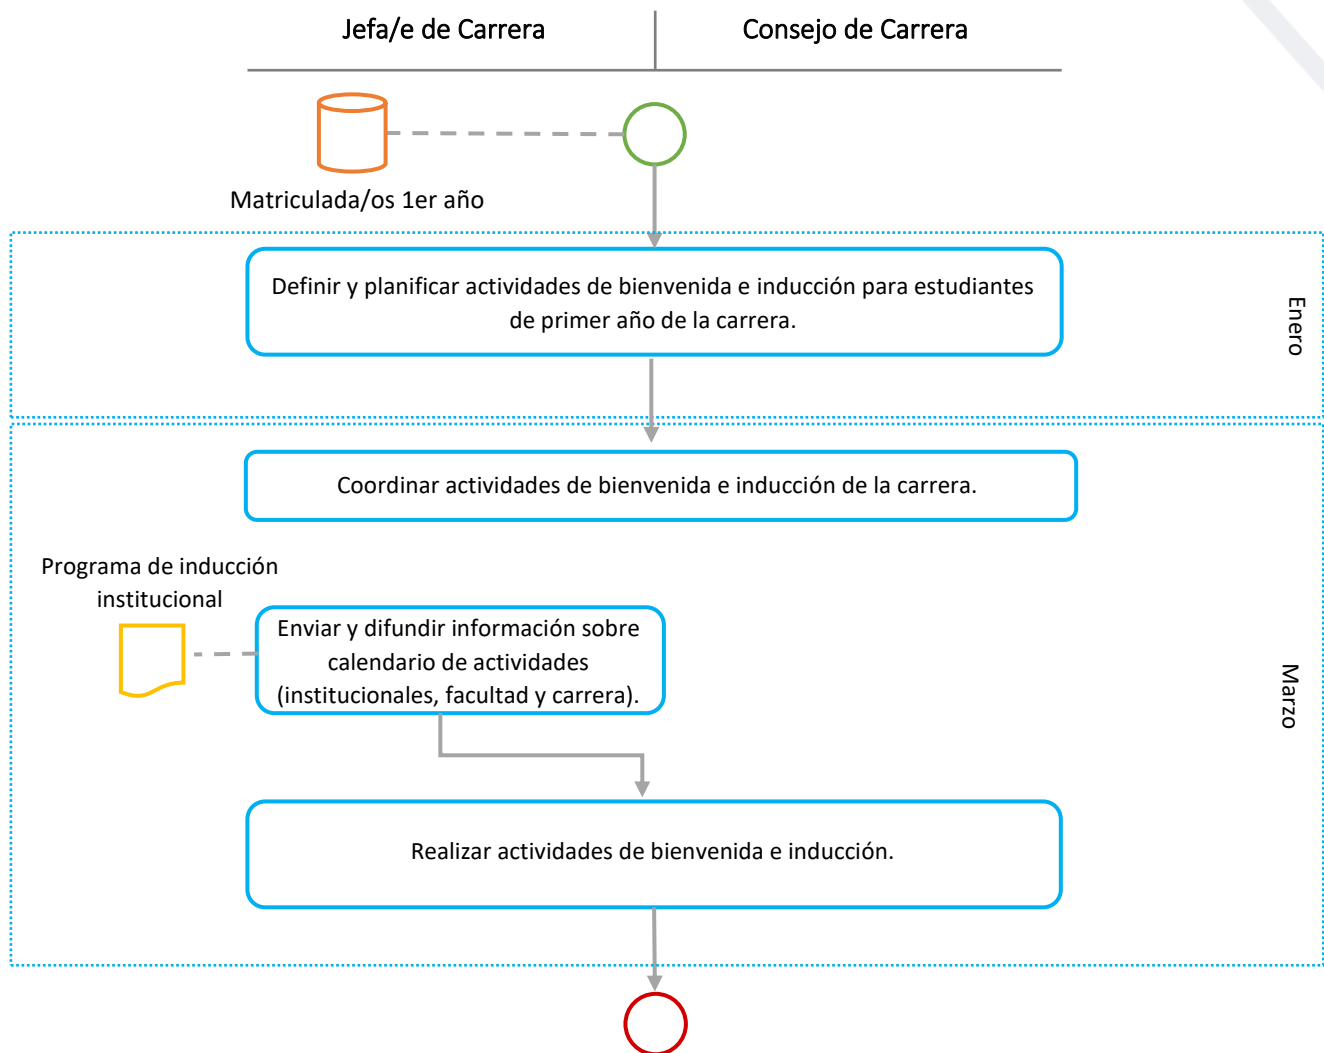 Jefa/e de Carrera
Consejo de Carrera
Matriculada/os 1er año
Definir y planificar actividades de bienvenida e inducción para estudiantes
de primer año de la carrera.
Enero
Coordinar actividades de bienvenida e inducción de la carrera.
Programa de inducción
institucional
Enviar y difundir información sobre
calendario de actividades
(institucionales, facultad y carrera).
Marzo
Realizar actividades de bienvenida e inducción.